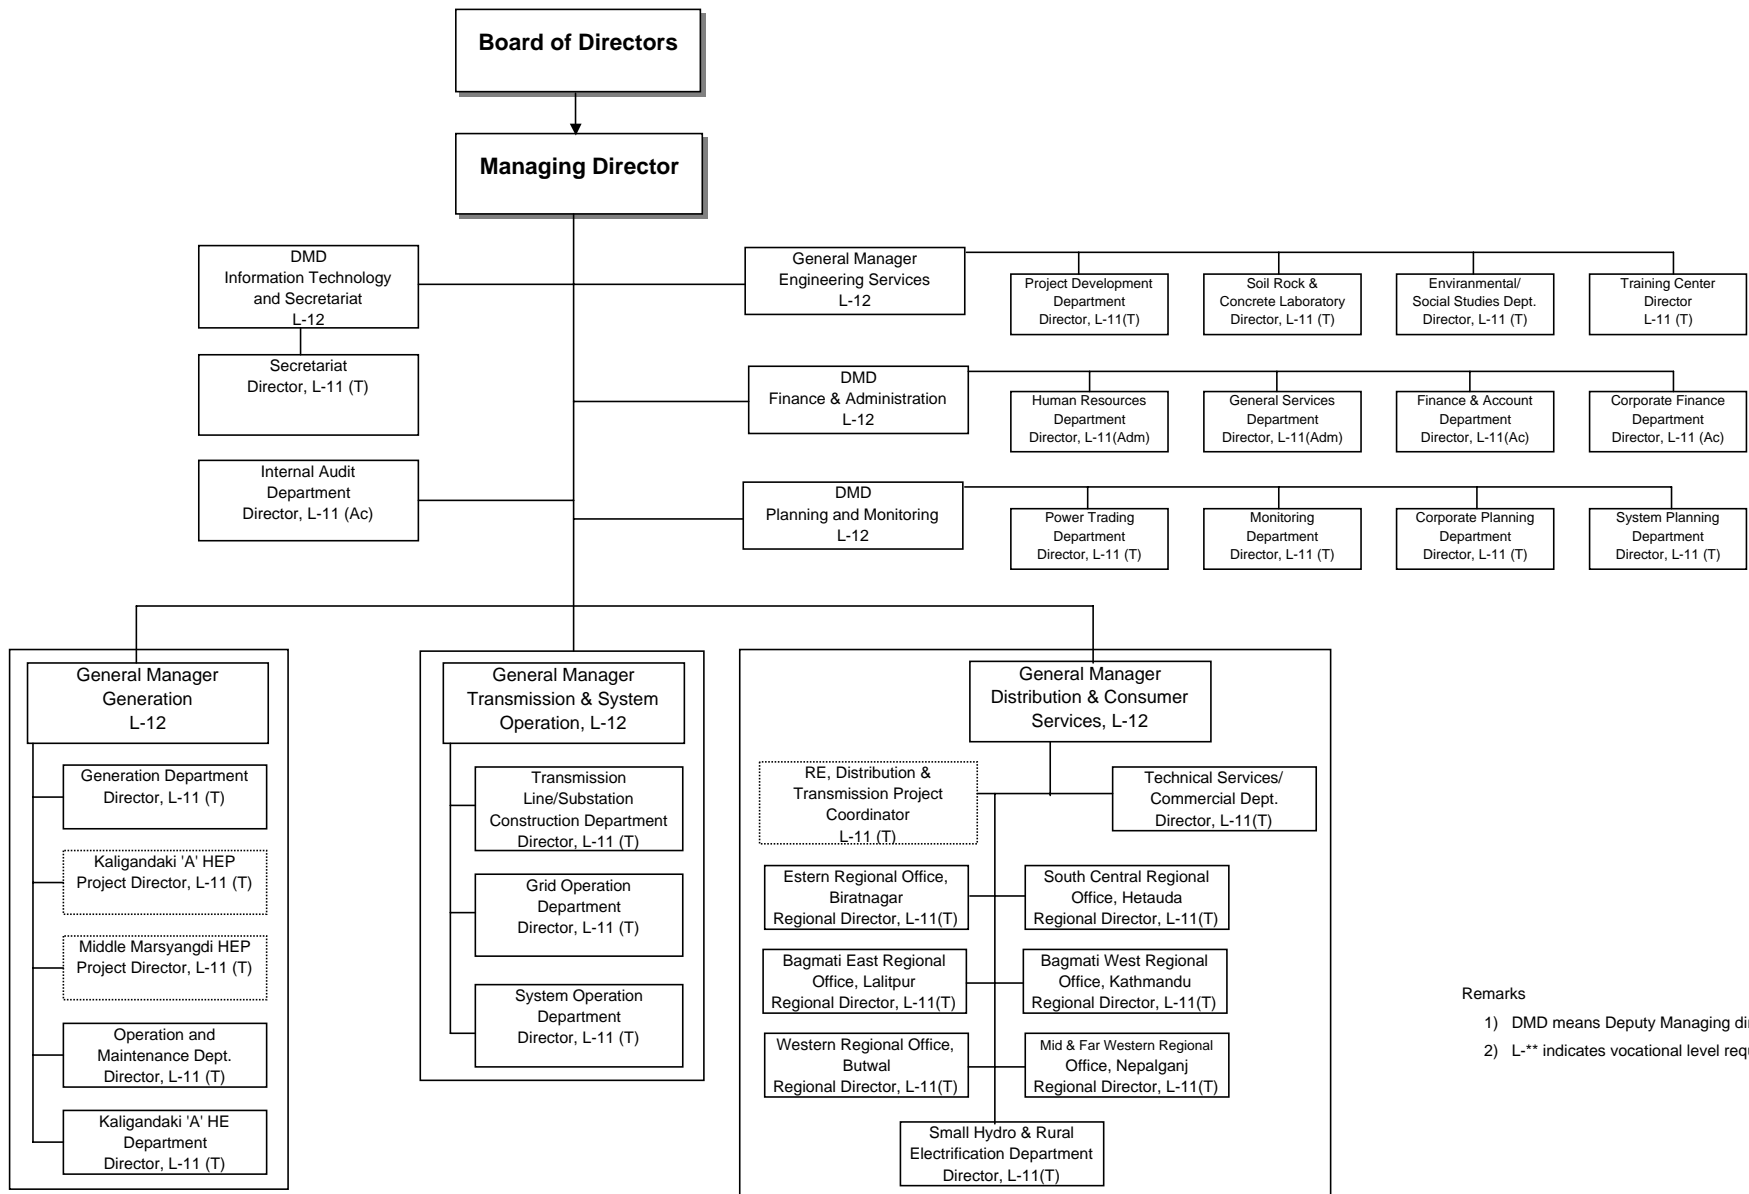 Board of Directors
Managing Director
DMD
Information Technology
and Secretariat
L-12
General Manager
Engineering Services
L-12
Project Development
Department
Director, L-11(T)
Soil Rock &
Concrete Laboratory
Director, L-11 (T)
Enviranmental/
Social Studies Dept.
Director, L-11 (T)
Training Center
Director
L-11 (T)
Secretariat
Director, L-11 (T)
DMD
Finance & Administration
L-12
Human Resources
Department
Director, L-11(Adm)
General Services
Department
Director, L-11(Adm)
Finance & Account
Department
Director, L-11(Ac)
Corporate Finance
Department
Director, L-11 (Ac)
Internal Audit
Department
Director, L-11 (Ac)
DMD
Planning and Monitoring
L-12
Power Trading
Department
Director, L-11 (T)
Monitoring
Department
Director, L-11 (T)
Corporate Planning
Department
Director, L-11 (T)
System Planning
Department
Director, L-11 (T)
General Manager
Generation
L-12
Generation Department
Director, L-11 (T)
Kaligandaki 'A' HEP
Project Director, L-11 (T)
Middle Marsyangdi HEP
Project Director, L-11 (T)
Operation and
Maintenance Dept.
Director, L-11 (T)
Kaligandaki 'A' HE
Department
Director, L-11 (T)
General Manager
Transmission & System
Operation, L-12
Transmission
Line/Substation
Construction Department
Director, L-11 (T)
Grid Operation
Department
Director, L-11 (T)
System Operation
Department
Director, L-11 (T)
General Manager
Distribution & Consumer
Services, L-12
RE, Distribution &
Transmission Project
Coordinator
L-11 (T)
Technical Services/
Commercial Dept.
Director, L-11(T)
Estern Regional Office,
Biratnagar
Regional Director, L-11(T)
South Central Regional
Office, Hetauda
Regional Director, L-11(T)
Bagmati East Regional
Office, Lalitpur
Regional Director, L-11(T)
Bagmati West Regional
Office, Kathmandu
Regional Director, L-11(T)
Western Regional Office,
Butwal
Regional Director, L-11(T)
Mid & Far Western Regional
Office, Nepalganj
Regional Director, L-11(T)
Small Hydro & Rural
Electrification Department
Director, L-11(T)
Remarks
1) DMD means Deputy Managing
2) L-** indicates vocational level